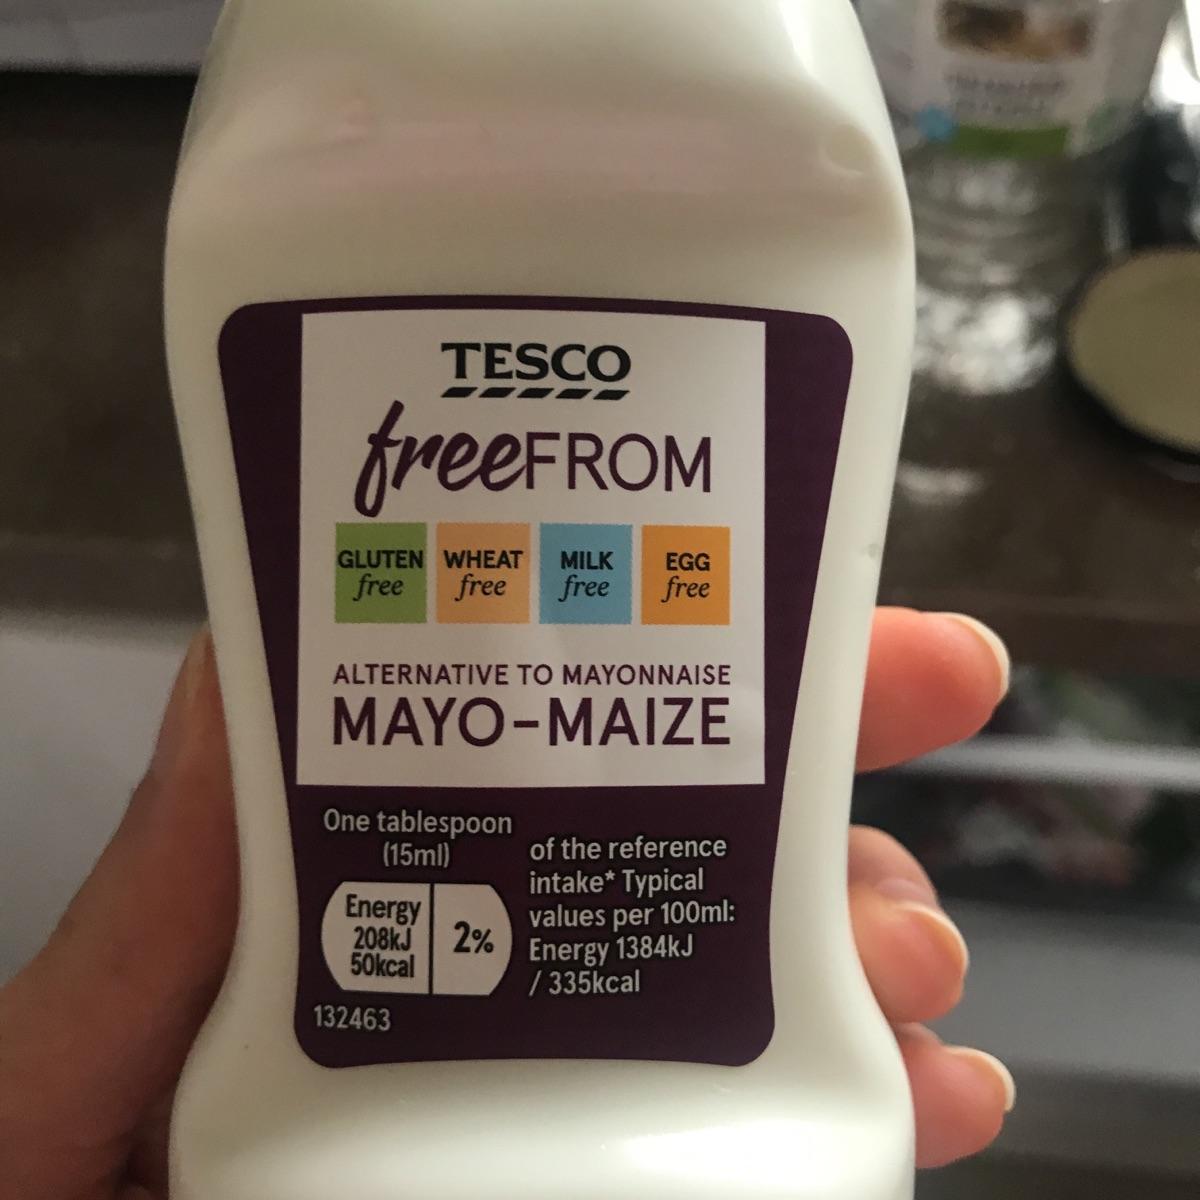 TESCO
freeFROM
GLUTEN free
WHEAT free
MILK free
EGG free
ALTERNATIVE TO MAYONNAISE
MAYO-MAIZE
One tablespoon
(15ml)
Energy
208kJ
50kcal
2%
of the reference
intake* Typical
values per 100ml:
Energy 1384kJ
/ 335kcal
132463